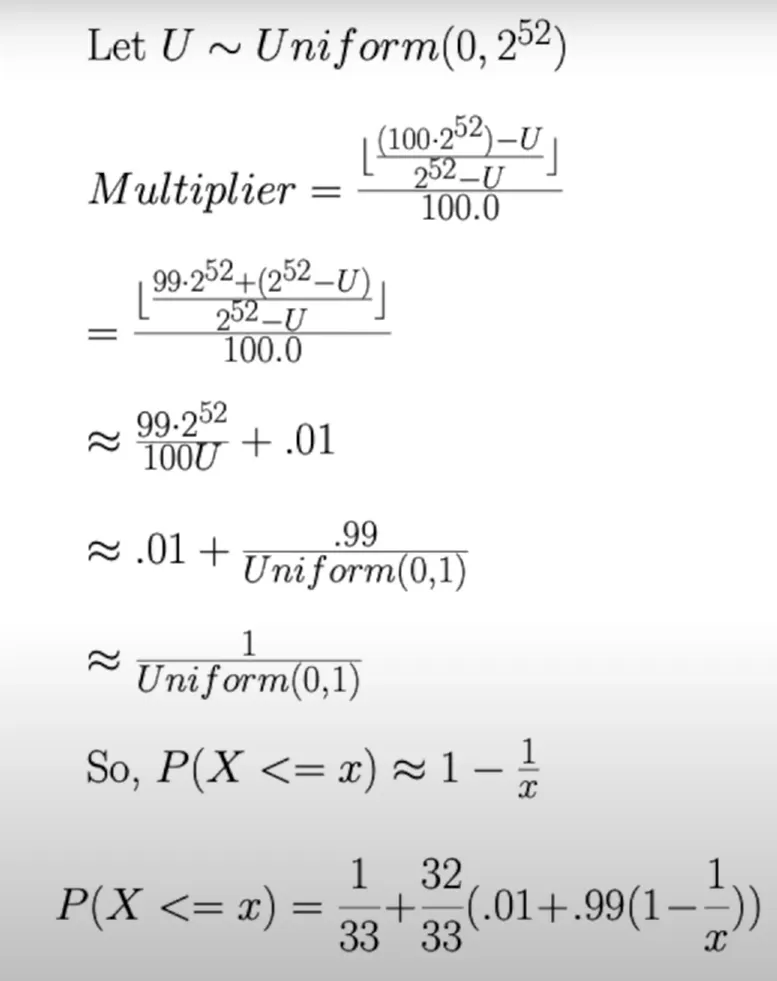 Let U ~ Uniform(0, 2^52)
Multiplier = ⌊((100·2^52)−U)/(2^52−U)⌋/100.0
= ⌊(99·2^52+(2^52−U))/(2^52−U)⌋/100.0
≈ (99·2^52)/(100U) + .01
≈ .01 + .99/Uniform(0,1)
≈ 1/Uniform(0,1)
So, P(X <= x) ≈ 1 − 1/x
P(X <= x) = 1/33 + 32/33(.01+.99(1−1/x))